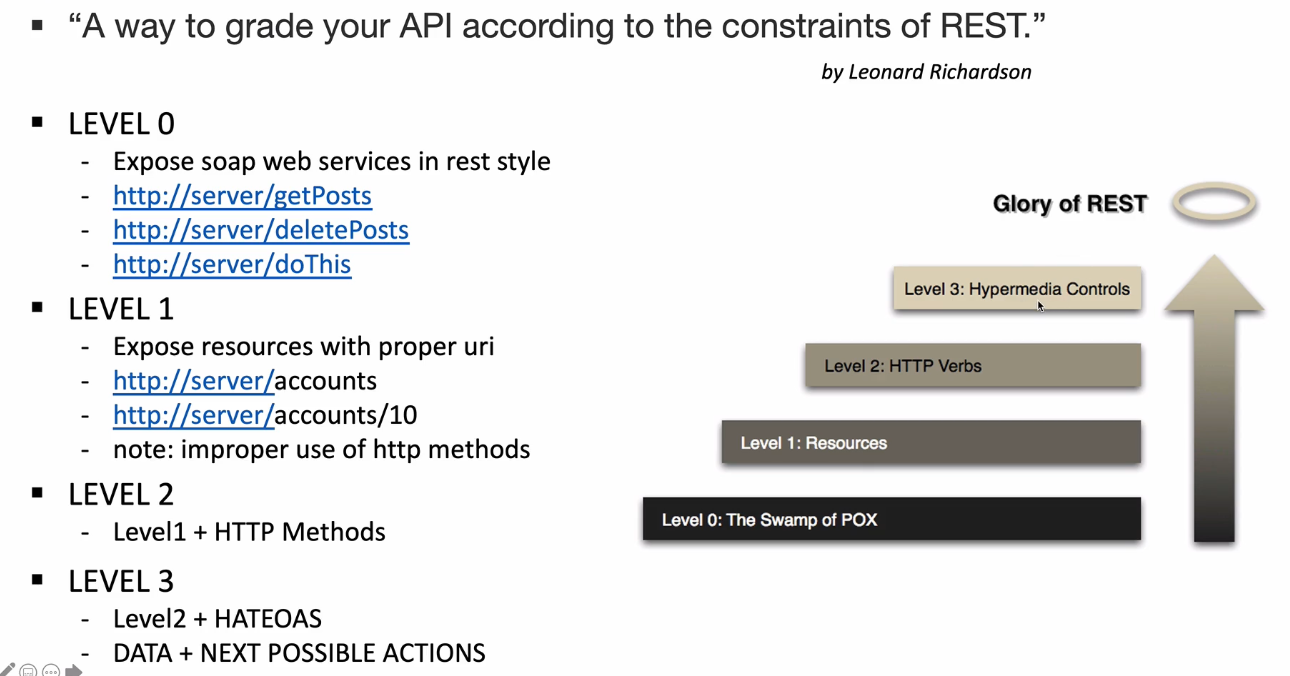 ▪ “A way to grade your API according to the constraints of REST.”
by Leonard Richardson
▪ LEVEL 0
- Expose soap web services in rest style
- http://server/getPosts
- http://server/deletePosts
- http://server/doThis
▪ LEVEL 1
- Expose resources with proper uri
- http://server/accounts
- http://server/accounts/10
- note: improper use of http methods
▪ LEVEL 2
- Level1 + HTTP Methods
▪ LEVEL 3
- Level2 + HATEOAS
- DATA + NEXT POSSIBLE ACTIONS
Glory of REST
Level 3: Hypermedia Controls
Level 2: HTTP Verbs
Level 1: Resources
Level 0: The Swamp of POX